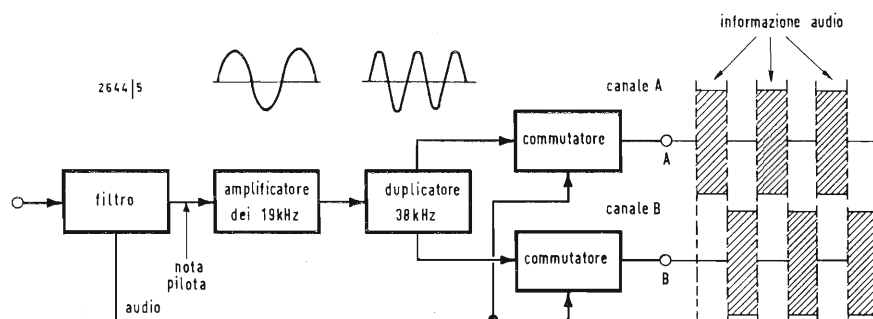 informazione audio
2644|5
canale A
commutatore
A
filtro
amplificatore
dei 19kHz
duplicatore
38kHz
canale B
nota
pilota
commutatore
B
audio